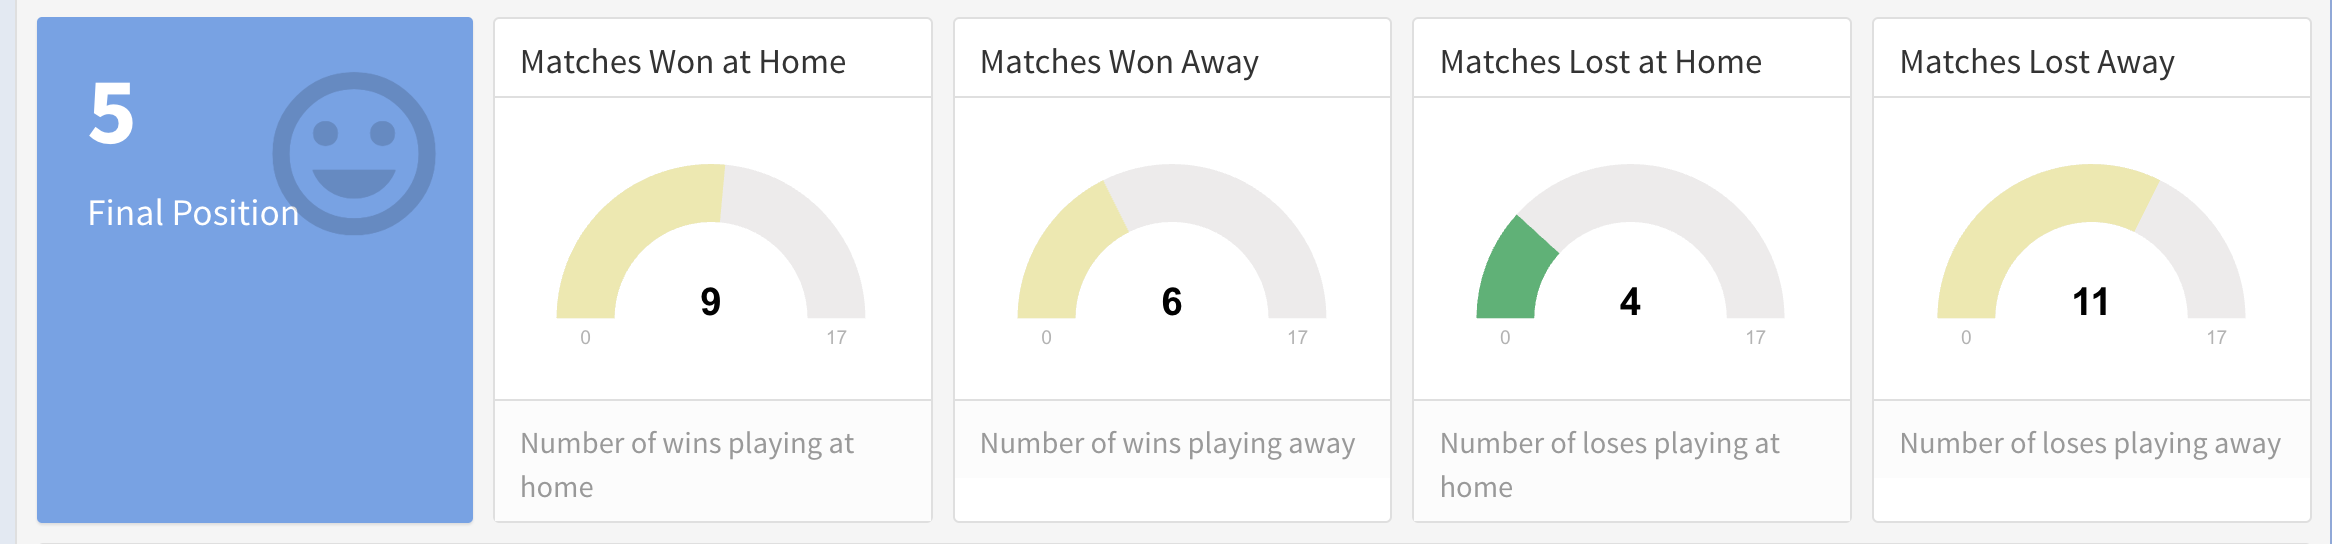 5
Final Position
Matches Won at Home
9
0
17
Number of wins playing at
home
Matches Won Away
6
0
17
Number of wins playing away
Matches Lost at Home
4
0
17
Number of loses playing at
home
Matches Lost Away
11
0
17
Number of loses playing away